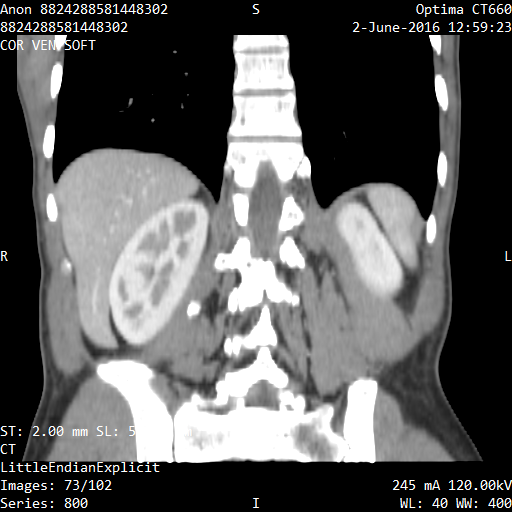 Anon 8824288581448302 S Optima CT660
8824288581448302 2-June-2016 12:59:23
COR VEN/SOFT
R L
ST: 2.00 mm SL: 5
CT
LittleEndianExplicit
Images: 73/102 245 mA 120.00kV
Series: 800 I WL: 40 WW: 400